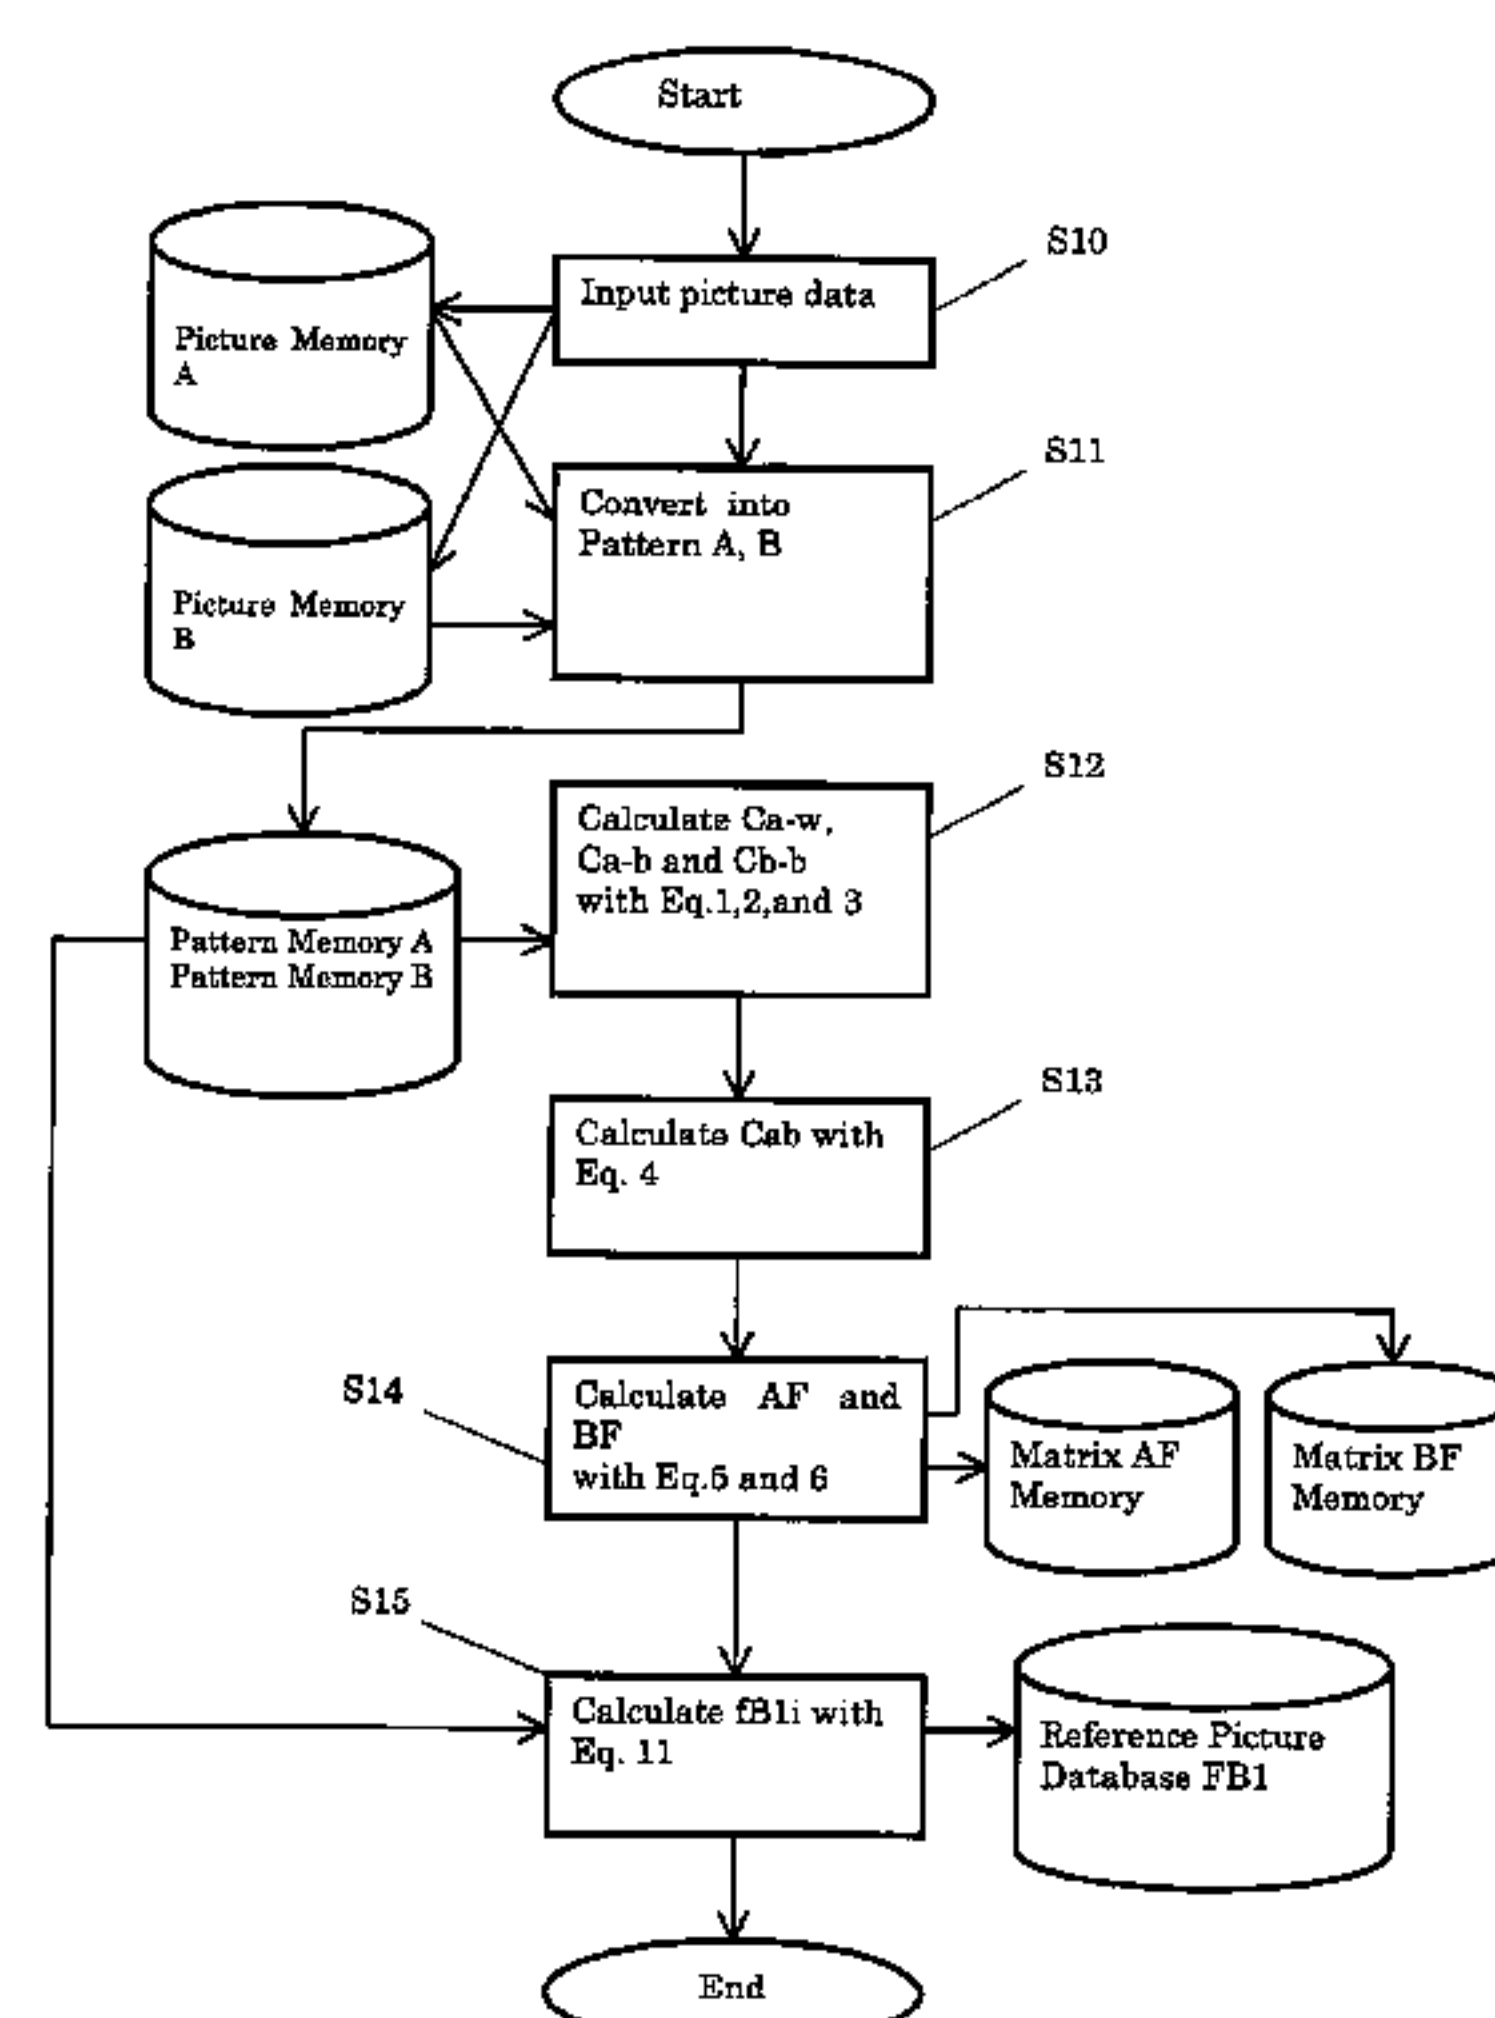 Start
S10
Input picture data
Picture Memory
A
S11
Convert into
Pattern A, B
Picture Memory
B
S12
Calculate Ca-w,
Ca-b and Cb-b
with Eq.1,2,and 3
Pattern Memory A
Pattern Memory B
S13
Calculate Cab with
Eq. 4
S14
Calculate AF and
BF
with Eq.5 and 6
Matrix AF
Memory
Matrix BF
Memory
S15
Calculate fB1i with
Eq. 11
Reference Picture
Database FB1
End